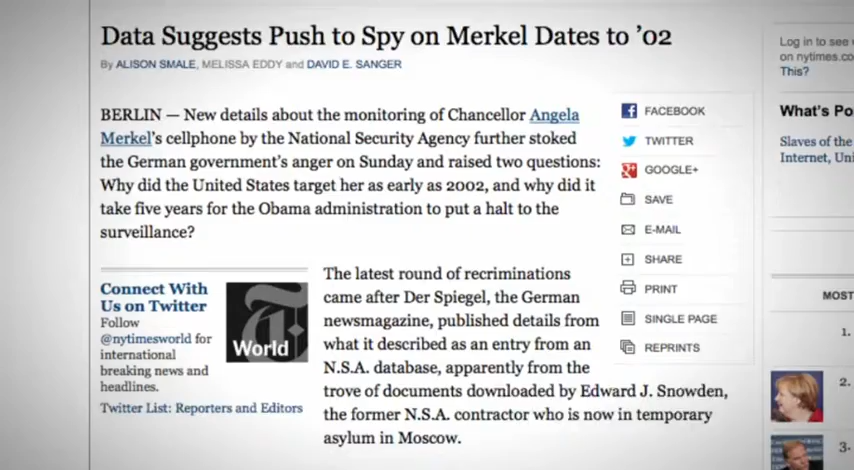 Data Suggests Push to Spy on Merkel Dates to ’02
By ALISON SMALE, MELISSA EDDY and DAVID E. SANGER
BERLIN — New details about the monitoring of Chancellor Angela
Merkel’s cellphone by the National Security Agency further stoked
the German government’s anger on Sunday and raised two questions:
Why did the United States target her as early as 2002, and why did it
take five years for the Obama administration to put a halt to the
surveillance?
Connect With
Us on Twitter
Follow
@nytimesworld for
international
breaking news and
headlines.
Twitter List: Reporters and Editors
T
World
The latest round of recriminations
came after Der Spiegel, the German
newsmagazine, published details from
what it described as an entry from an
N.S.A. database, apparently from the
trove of documents downloaded by Edward J. Snowden,
the former N.S.A. contractor who is now in temporary
asylum in Moscow.
FACEBOOK
TWITTER
GOOGLE+
SAVE
E-MAIL
SHARE
PRINT
SINGLE PAGE
REPRINTS
Log in to see
on nytimes.co
This?
What’s Po
Slaves of the
Internet, Uni
MOST
1.
2.
3.